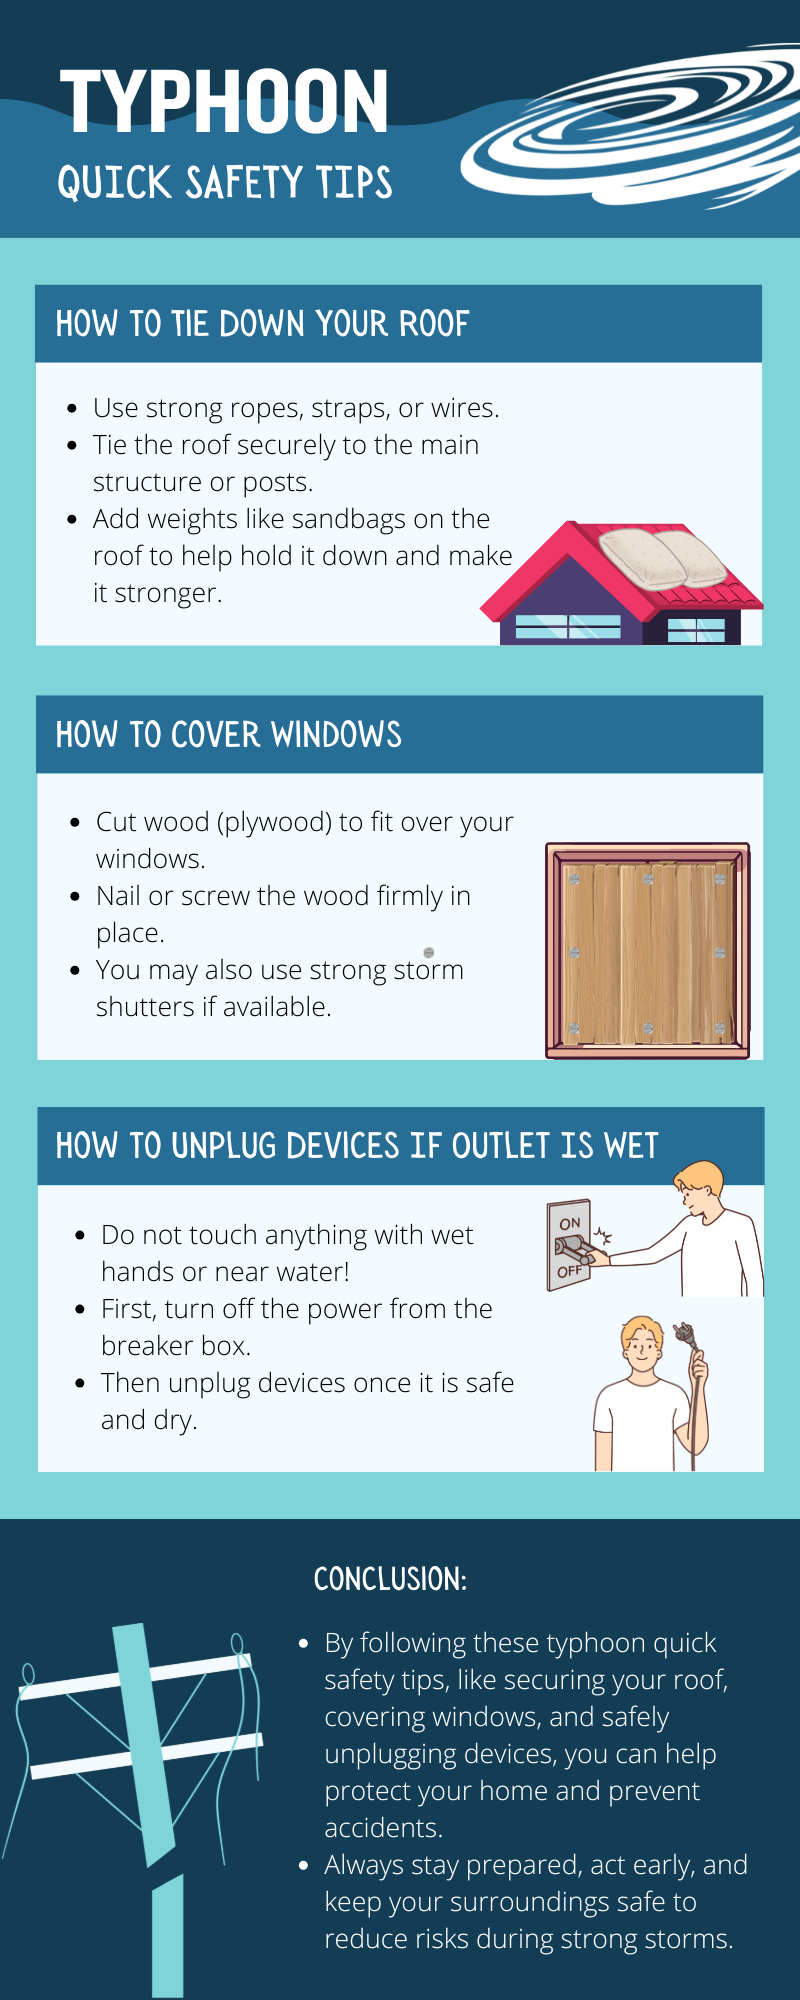 TYPHOON
QUICK SAFETY TIPS
HOW TO TIE DOWN YOUR ROOF
• Use strong ropes, straps, or wires.
• Tie the roof securely to the main
structure or posts.
• Add weights like sandbags on the
roof to help hold it down and make
it stronger.
HOW TO COVER WINDOWS
• Cut wood (plywood) to fit over your
windows.
• Nail or screw the wood firmly in
place.
• You may also use strong storm
shutters if available.
HOW TO UNPLUG DEVICES IF OUTLET IS WET
• Do not touch anything with wet
hands or near water!
• First, turn off the power from the
breaker box.
• Then unplug devices once it is safe
and dry.
ON
OFF
CONCLUSION:
• By following these typhoon quick
safety tips, like securing your roof,
covering windows, and safely
unplugging devices, you can help
protect your home and prevent
accidents.
• Always stay prepared, act early, and
keep your surroundings safe to
reduce risks during strong storms.